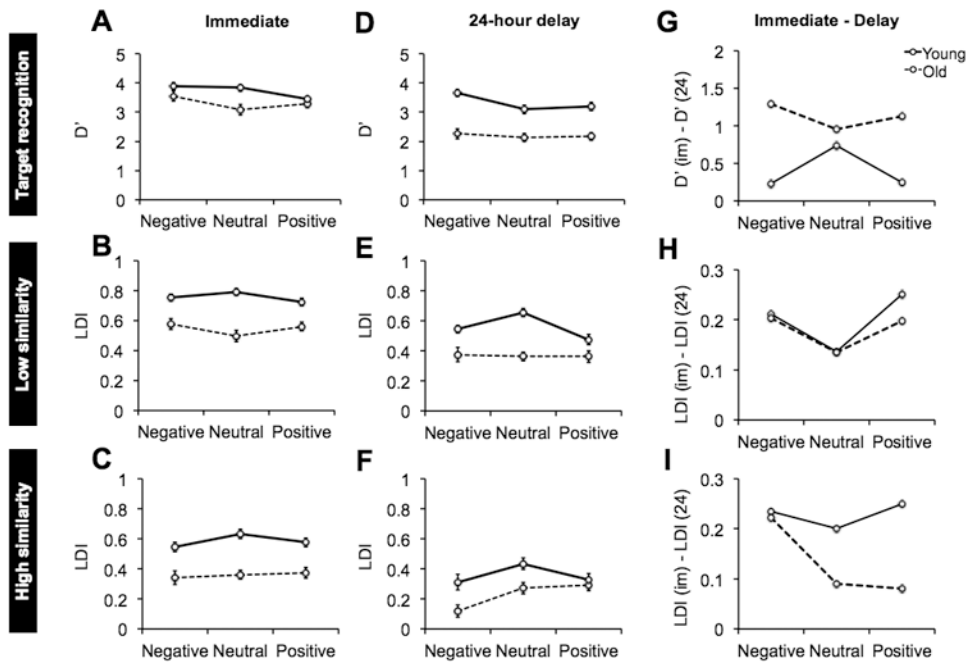 A Immediate
D 24-hour delay
G Immediate - Delay
Target recognition
D'
5
4
3
2
1
0
Negative Neutral Positive
D'
5
4
3
2
1
0
Negative Neutral Positive
D' (im) - D' (24)
2
1.5
1
0.5
0
Negative Neutral Positive
Young
Old
Low similarity
B
LDI
1
0.8
0.6
0.4
0.2
0
Negative Neutral Positive
E
LDI
1
0.8
0.6
0.4
0.2
0
Negative Neutral Positive
H
LDI (im) - LDI (24)
0.3
0.2
0.1
0
Negative Neutral Positive
High similarity
C
LDI
1
0.8
0.6
0.4
0.2
0
Negative Neutral Positive
F
LDI
1
0.8
0.6
0.4
0.2
0
Negative Neutral Positive
I
LDI (im) - LDI (24)
0.3
0.2
0.1
0
Negative Neutral Positive